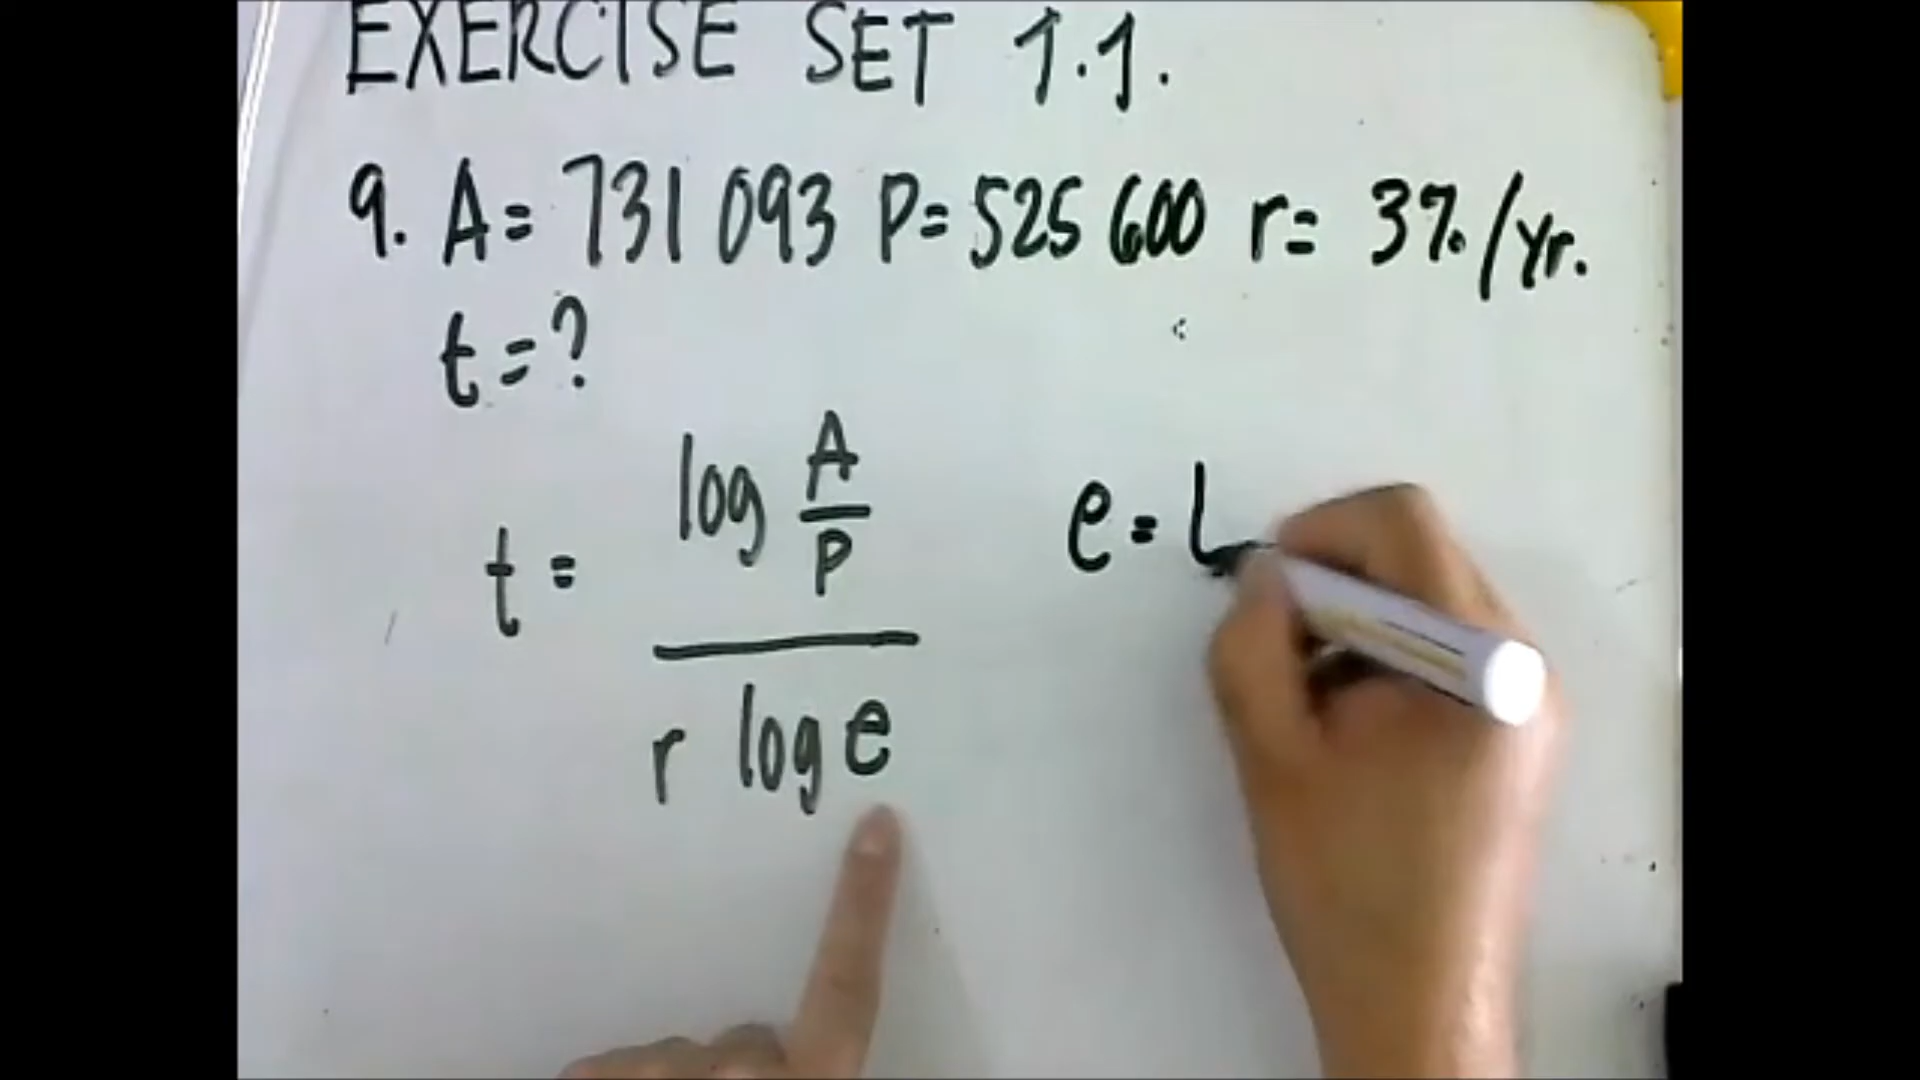 EXERCISE SET 1.1.
9. A= 731 093 P= 525 600 r= 3%/yr.
t=?
t = log A/P
r log e
e = L